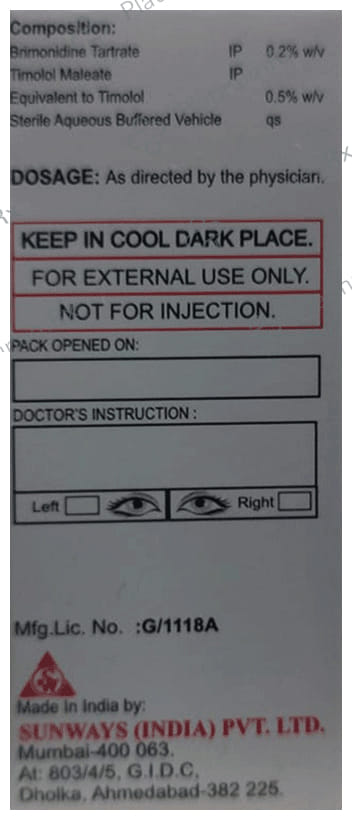 Composition:
Brimonidine Tartrate IP 0.2% w/v
Timolol Maleate IP
Equivalent to Timolol 0.5% w/v
Sterile Aqueous Buffered Vehicle qs
DOSAGE: As directed by the physician.
KEEP IN COOL DARK PLACE.
FOR EXTERNAL USE ONLY.
NOT FOR INJECTION.
PACK OPENED ON:
DOCTOR'S INSTRUCTION :
Left Right
Mfg.Lic. No. :G/1118A
Made in India by:
SUNWAYS (INDIA) PVT. LTD.
Mumbai-400 063.
At: 803/4/5, G.I.D.C,
Dholka, Ahmedabad-382 225.